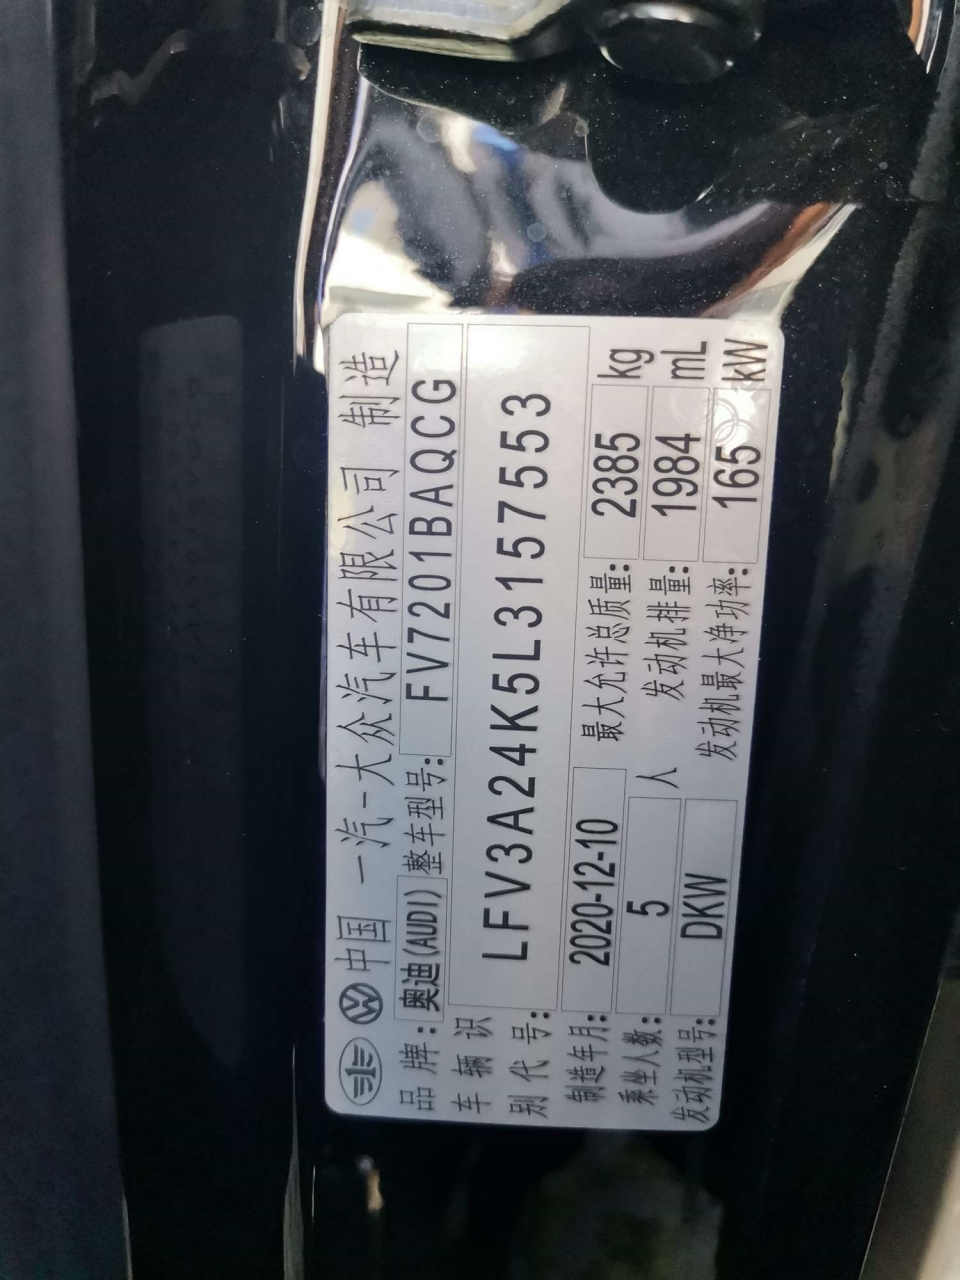 中国 一汽-大众汽车有限公司 制造
品牌: 奥迪(AUDI) 整车型号: FV7201BAQCG
车辆识别代号: LFV3A24K5L3157553
制造年月: 2020-12-10 最大允许总质量: 2385 kg
乘坐人数: 5 人 发动机排量: 1984 mL
发动机型号: DKW 发动机最大净功率: 165 kW